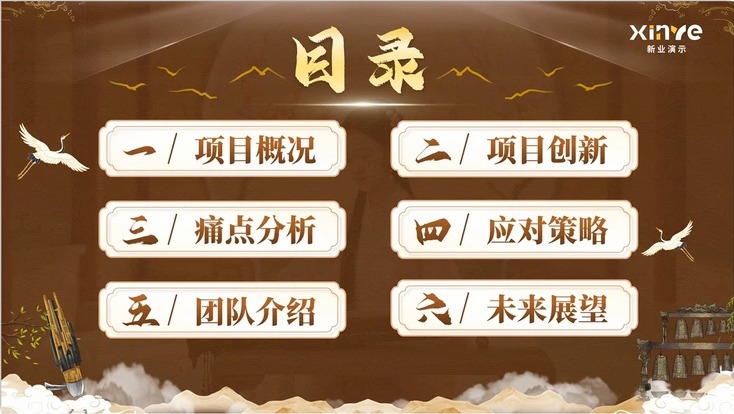 目录
xinye
新业演示
一/项目概况
二/项目创新
三/痛点分析
四/应对策略
五/团队介绍
六/未来展望